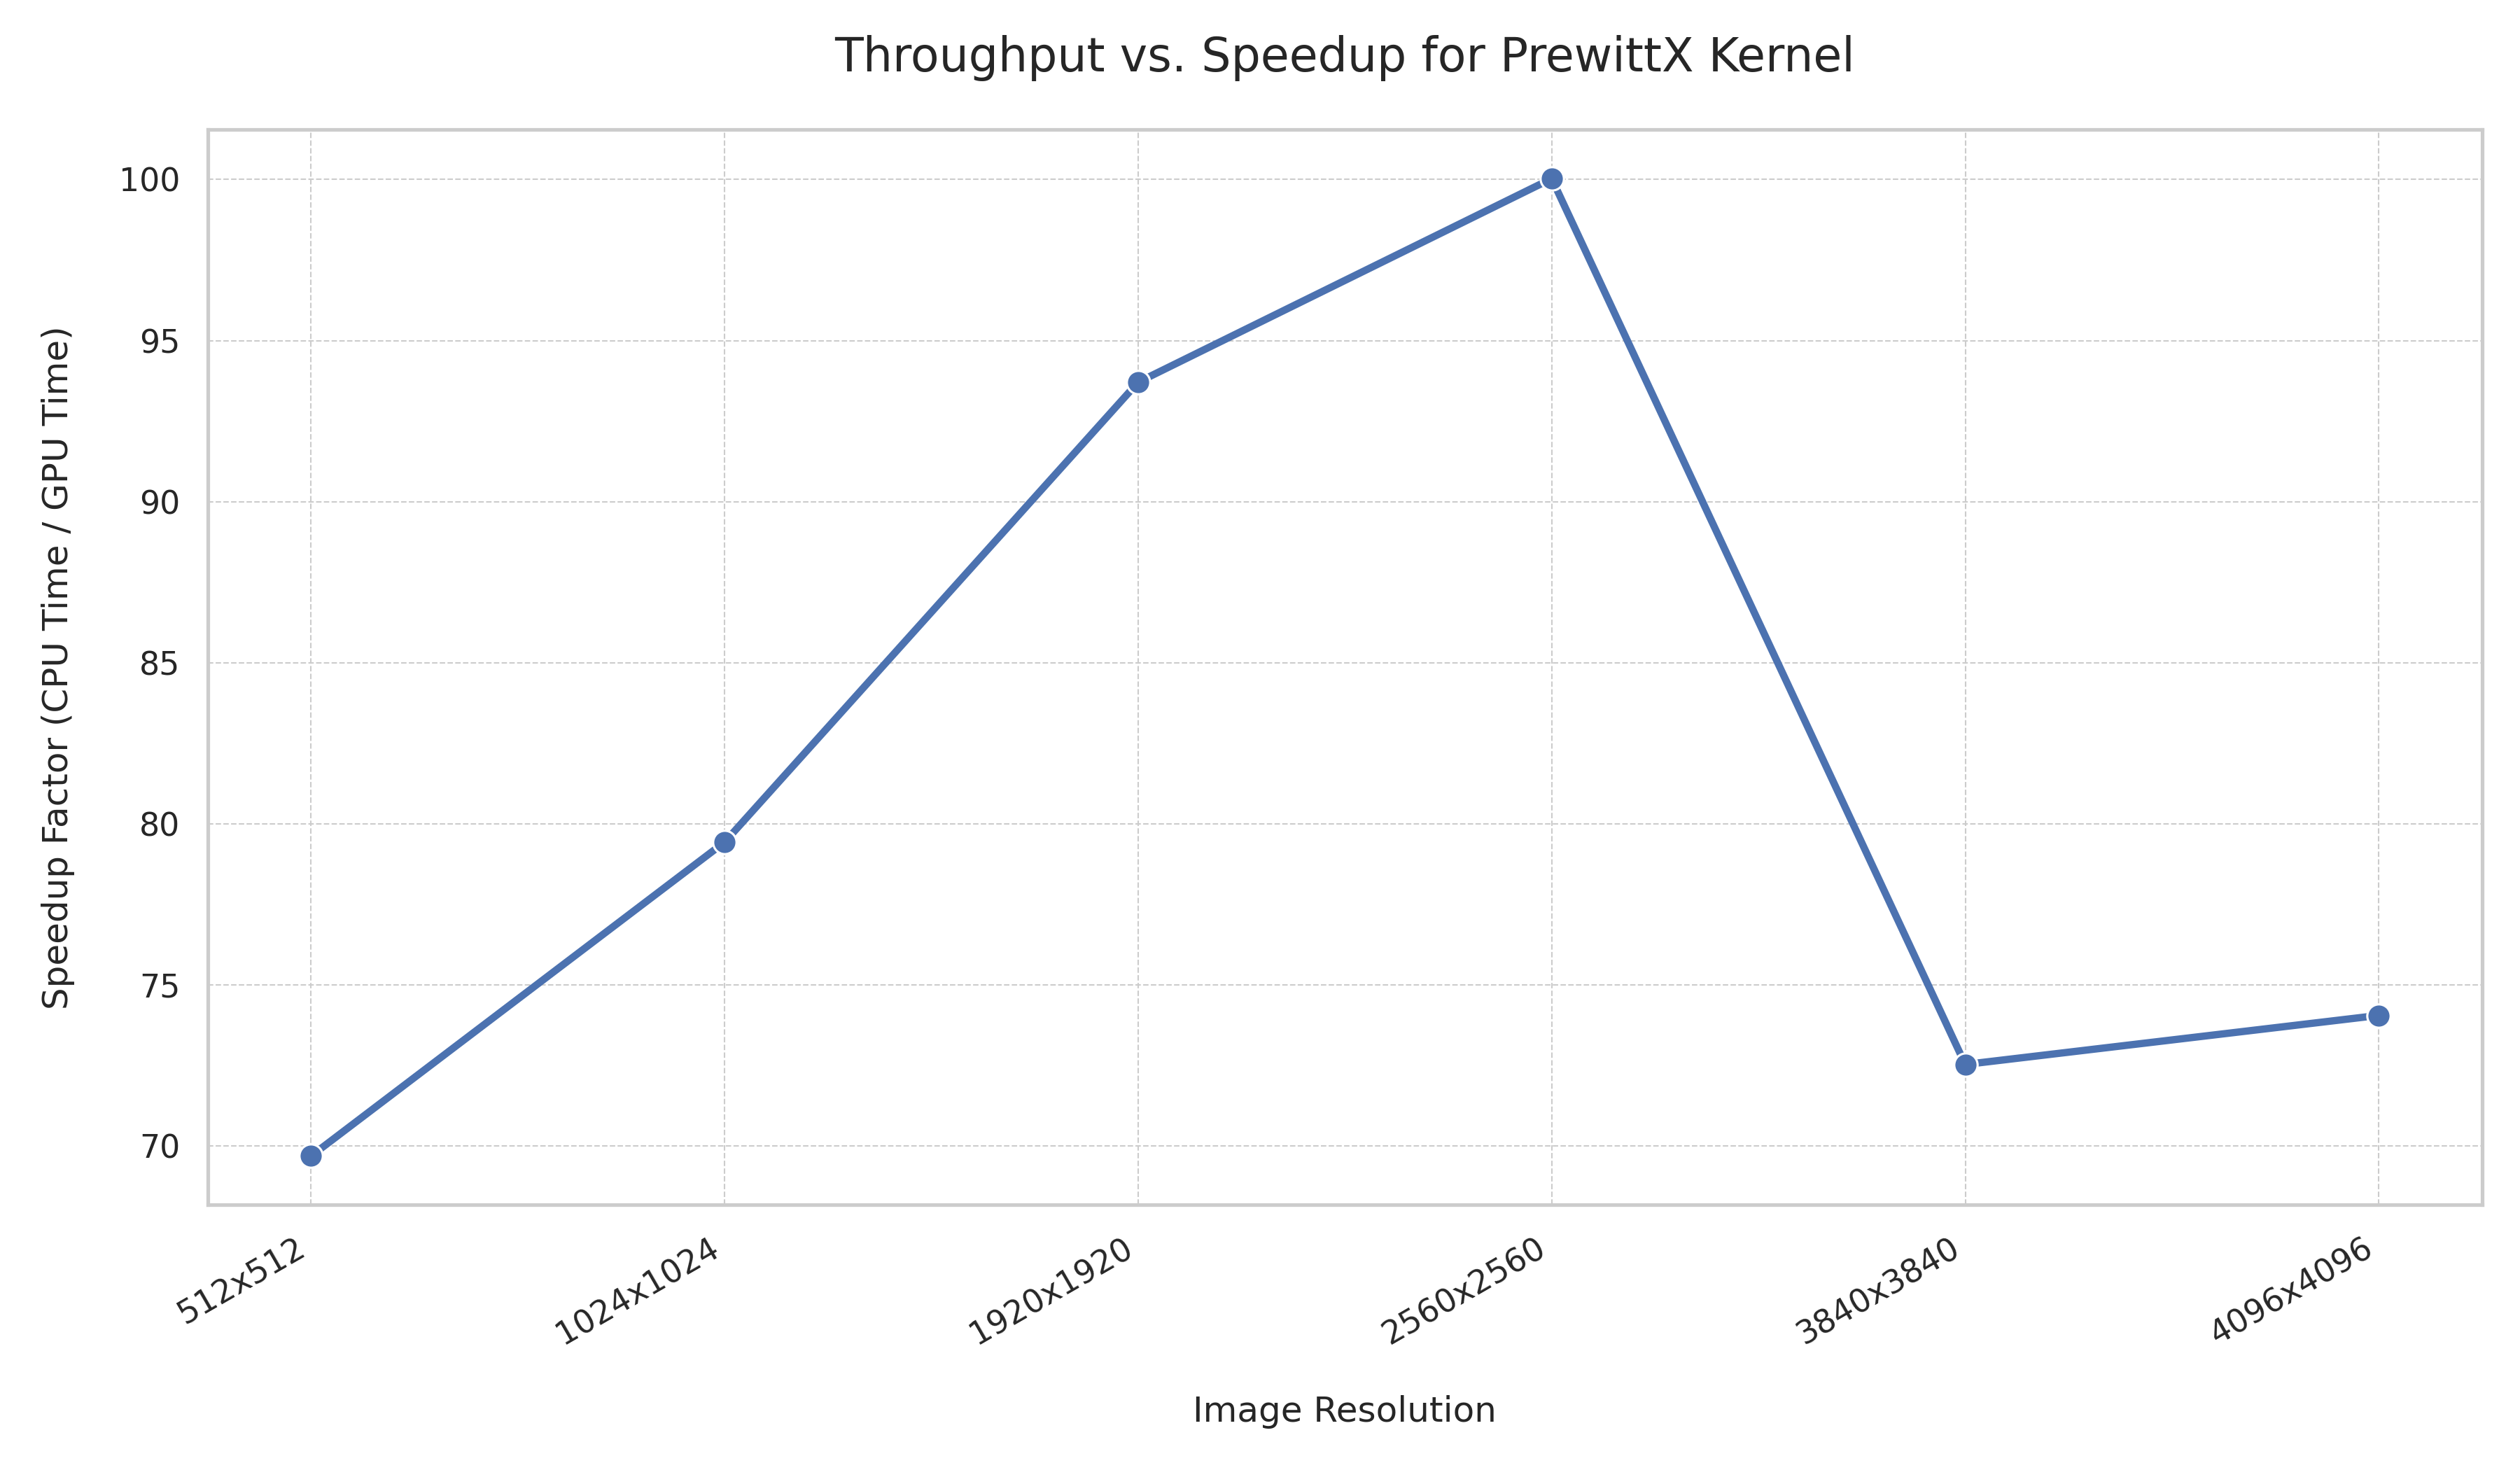 Throughput vs. Speedup for PrewittX Kernel
Speedup Factor (CPU Time / GPU Time)
100
95
90
85
80
75
70
512x512
1024x1024
1920x1920
2560x2560
3840x3840
4096x4096
Image Resolution